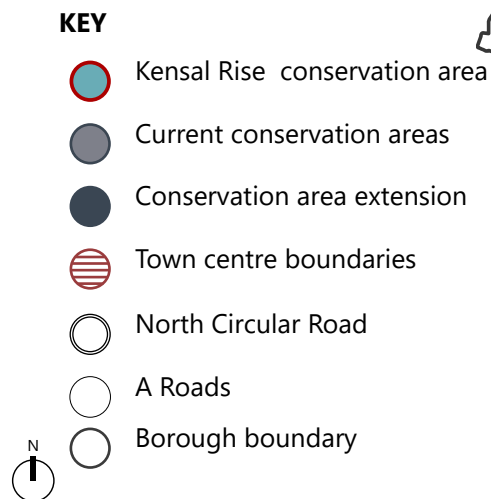 KEY
Kensal Rise  conservation area
Current conservation areas
Conservation area extension
Town centre boundaries
North Circular Road
A Roads
Borough boundary
N